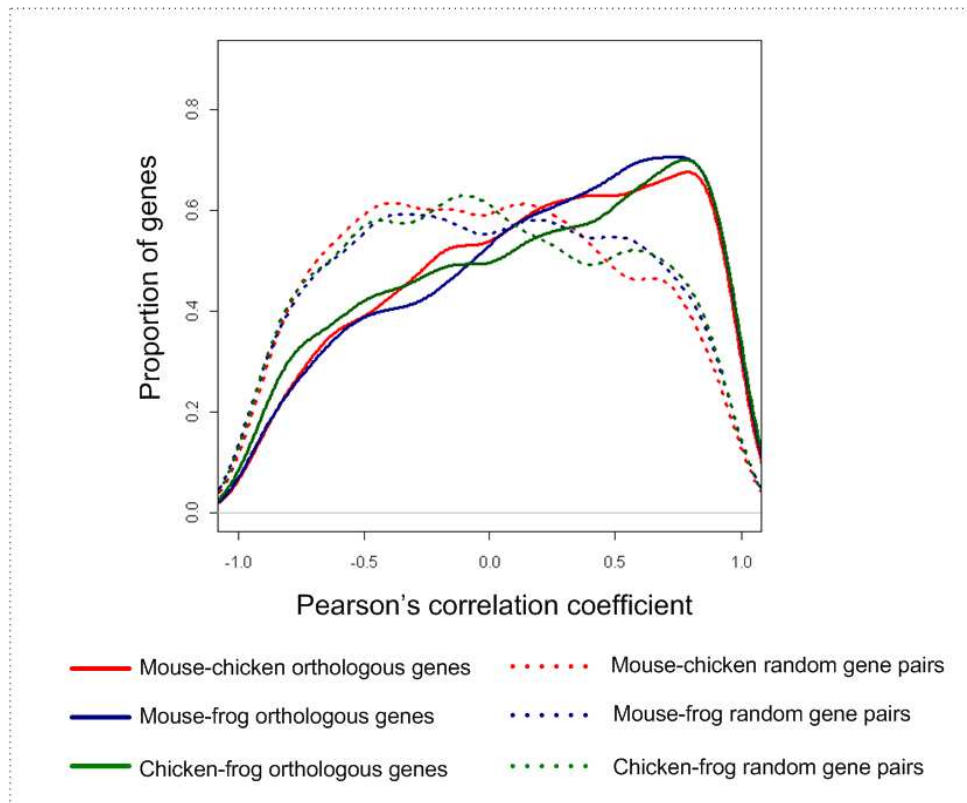 Proportion of genes
0.8
0.6
0.4
0.2
0.0
-1.0 -0.5 0.0 0.5 1.0
Pearson's correlation coefficient
Mouse-chicken orthologous genes
Mouse-chicken random gene pairs
Mouse-frog orthologous genes
Mouse-frog random gene pairs
Chicken-frog orthologous genes
Chicken-frog random gene pairs